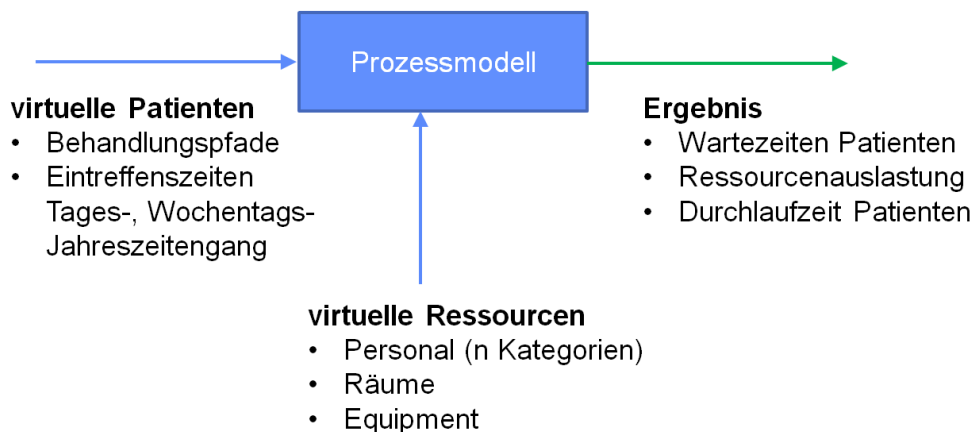 Prozessmodell
virtuelle Patienten
• Behandlungspfade
• Eintreffenszeiten
Tages-, Wochentags-
Jahreszeitengang
Ergebnis
• Wartezeiten Patienten
• Ressourcenauslastung
• Durchlaufzeit Patienten
virtuelle Ressourcen
• Personal (n Kategorien)
• Räume
• Equipment